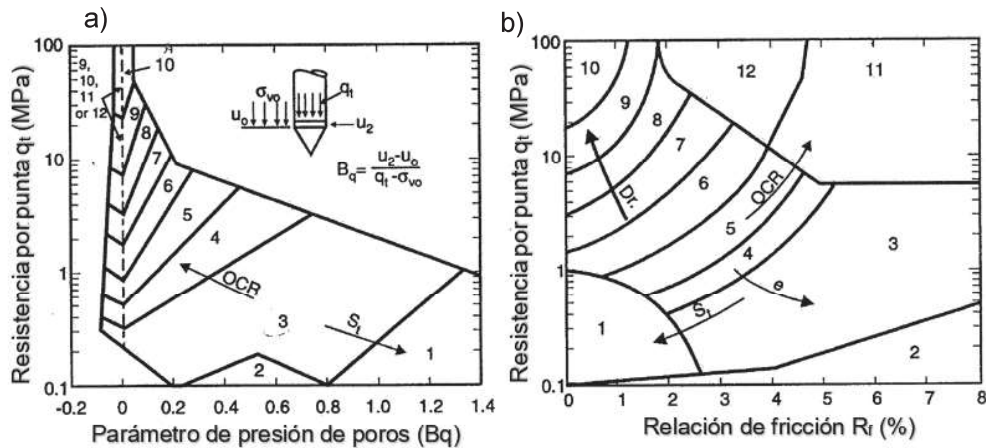 a)
Resistencia por punta qt (MPa)
100
10
1
0.1
9,
10,
11
or 12
10
9
8
7
6
5
4
3
2
1
OCR
St
σvo
qt
uo
u2
Bq = u2-uo
qt -σvo
-0.2 0 0.2 0.4 0.6 0.8 1.0 1.2 1.4
Parámetro de presión de poros (Bq)
b)
Resistencia por punta qt (MPa)
100
10
1
0.1
10
9
8
7
6
5
4
12
11
3
1
2
Dr.
OCR
e
St
0 1 2 3 4 5 6 7 8
Relación de fricción Rf (%)